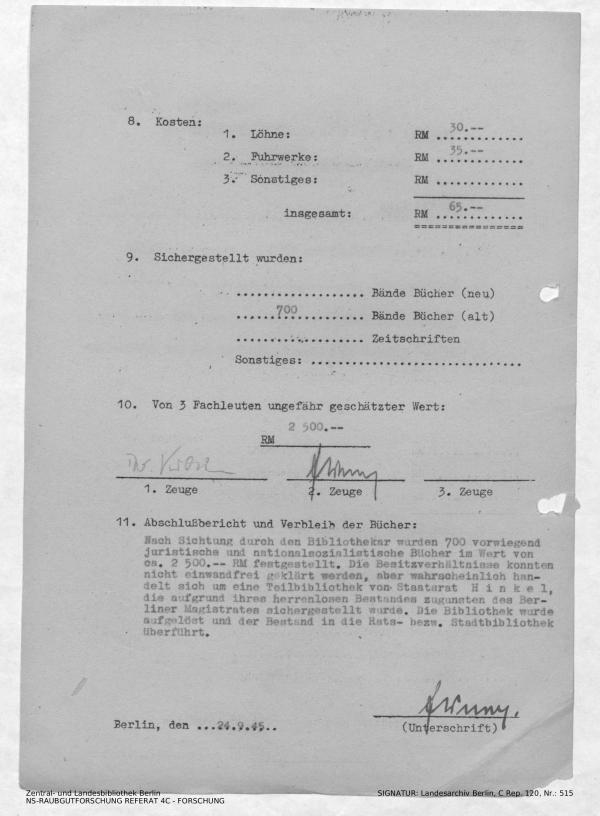 8. Kosten:
1. Löhne: RM 30.--
2. Fuhrwerke: RM 35.--
3. Sonstiges: RM .............
insgesamt: RM 65.--
=================
9. Sichergestellt wurden:
................... Bände Bücher (neu)
700 Bände Bücher (alt)
................... Zeitschriften
Sonstiges: ...............................
10. Von 3 Fachleuten ungefähr geschätzter Wert:
RM 2 500.--
1. Zeuge 2. Zeuge 3. Zeuge
11. Abschlußbericht und Verbleib der Bücher:
Nach Sichtung durch den Bibliothekar wurden 700 vorwiegend
juristische und nationalsozialistische Bücher im Wert von
ca. 2 500.-- RM festgestellt. Die Besitzverhältnisse konnten
nicht einwandfrei geklärt werden, aber wahrscheinlich han-
delt sich um eine Teilbibliothek von Staatsrat H i n k e l,
die aufgrund ihres herrenlosen Bestandes zugunsten des Ber-
liner Magistrates sichergestellt wurde. Die Bibliothek wurde
aufgelöst und der Bestand in die Rats- bezw. Stadtbibliothek
überführt.
Berlin, den ...24.9.45..
(Unterschrift)
Zentral- und Landesbibliothek Berlin
NS-RAUBGUTFORSCHUNG REFERAT 4C - FORSCHUNG
SIGNATUR: Landesarchiv Berlin, C Rep. 120, Nr.: 515